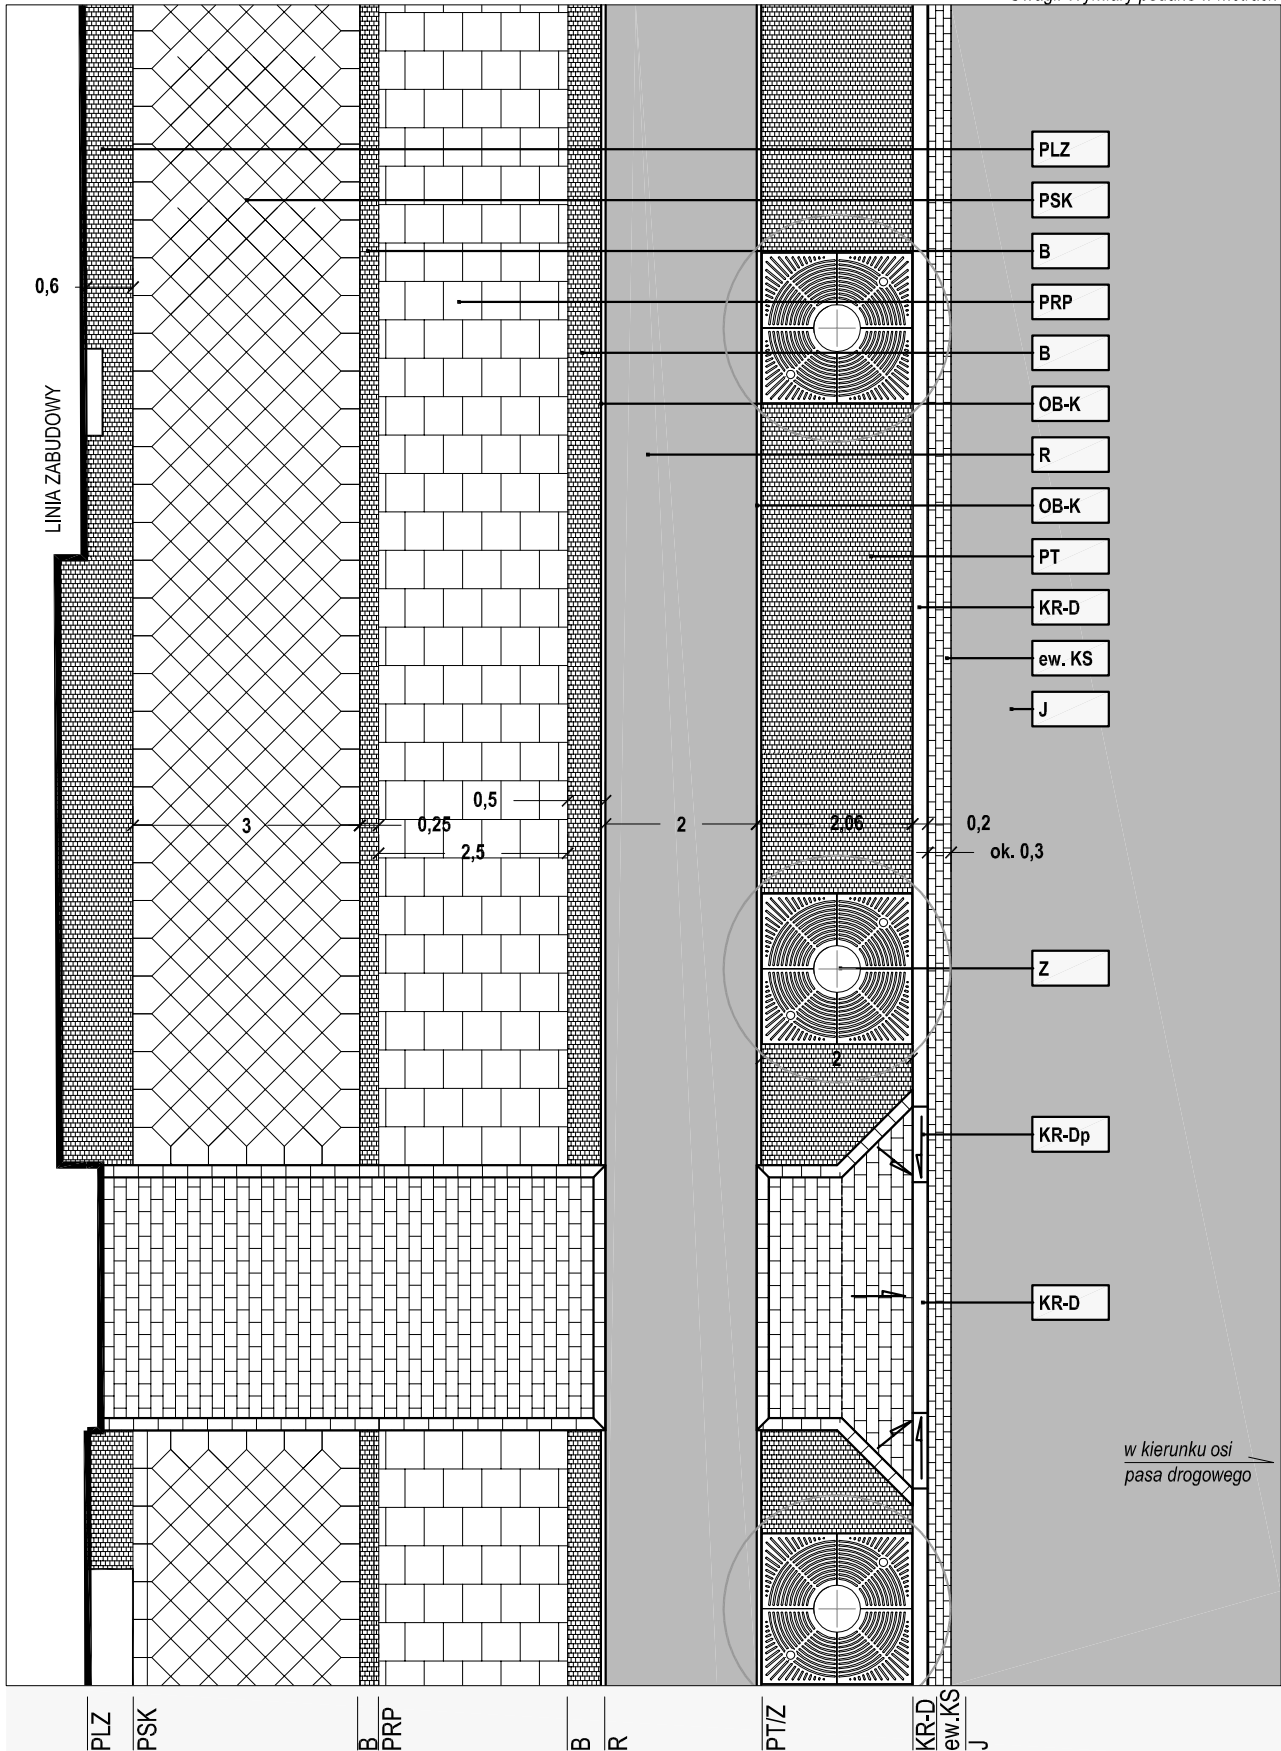 PLZ
PSK
B
0,6
PRP
B
LINIA ZABUDOWY
OB-K
R
OB-K
PT
KR-D
ew. KS
J
0,5
3
0,25
2
2,06
0,2
2,5
ok. 0,3
Z
2
KR-Dp
KR-D
w kierunku osi
pasa drogowego
PLZ
PSK
B
PRP
B
R
PT/Z
KR-D
ew.KS
J